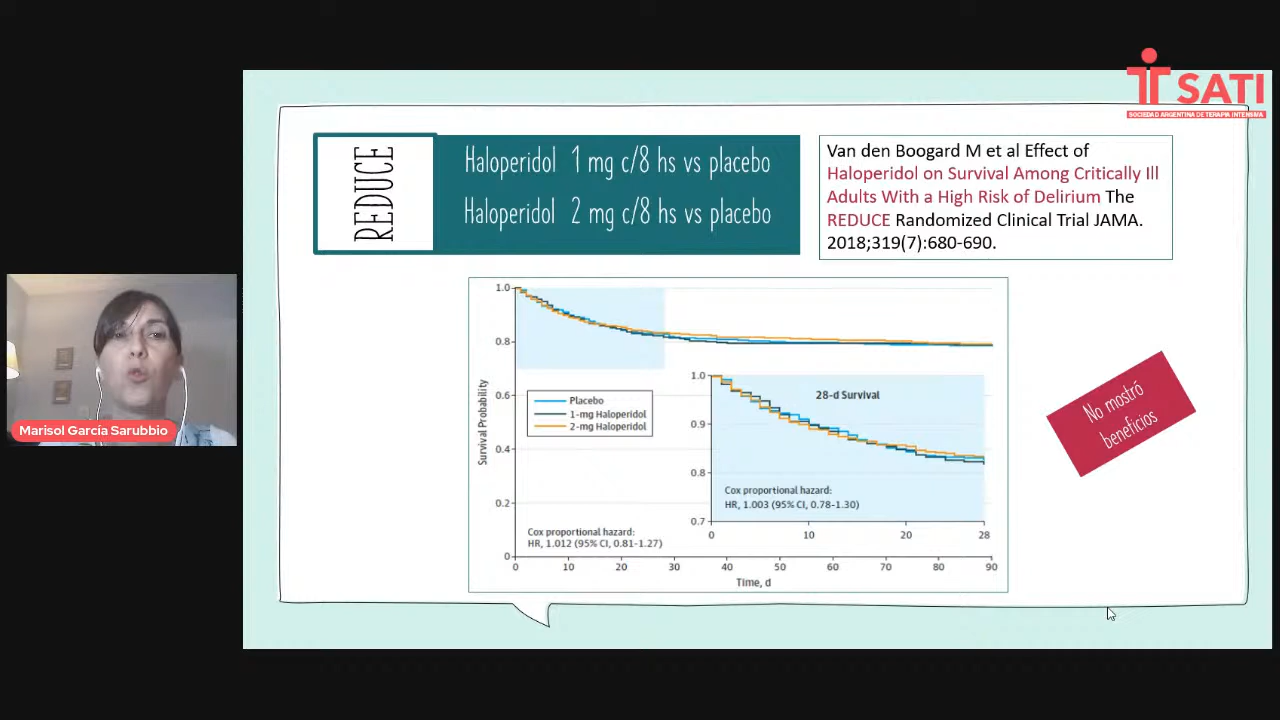 SATI
SOCIEDAD ARGENTINA DE TERAPIA INTENSIVA
REDUCE
Haloperidol 1 mg c/8 hs vs placebo
Haloperidol 2 mg c/8 hs vs placebo
Van den Boogard M et al Effect of
Haloperidol on Survival Among Critically Ill
Adults With a High Risk of Delirium The
REDUCE Randomized Clinical Trial JAMA.
2018;319(7):680-690.
Survival Probability
1.0
0.8
0.6
0.4
0.2
0
Placebo
1-mg Haloperidol
2-mg Haloperidol
Cox proportional hazard:
HR, 1.012 (95% CI, 0.81-1.27)
0 10 20 30 40 50 60 70 80 90
Time, d
28-d Survival
1.0
0.9
0.8
0.7
Cox proportional hazard:
HR, 1.003 (95% CI, 0.78-1.30)
0 10 20 28
No mostró
beneficios
Marisol García Sarubbio